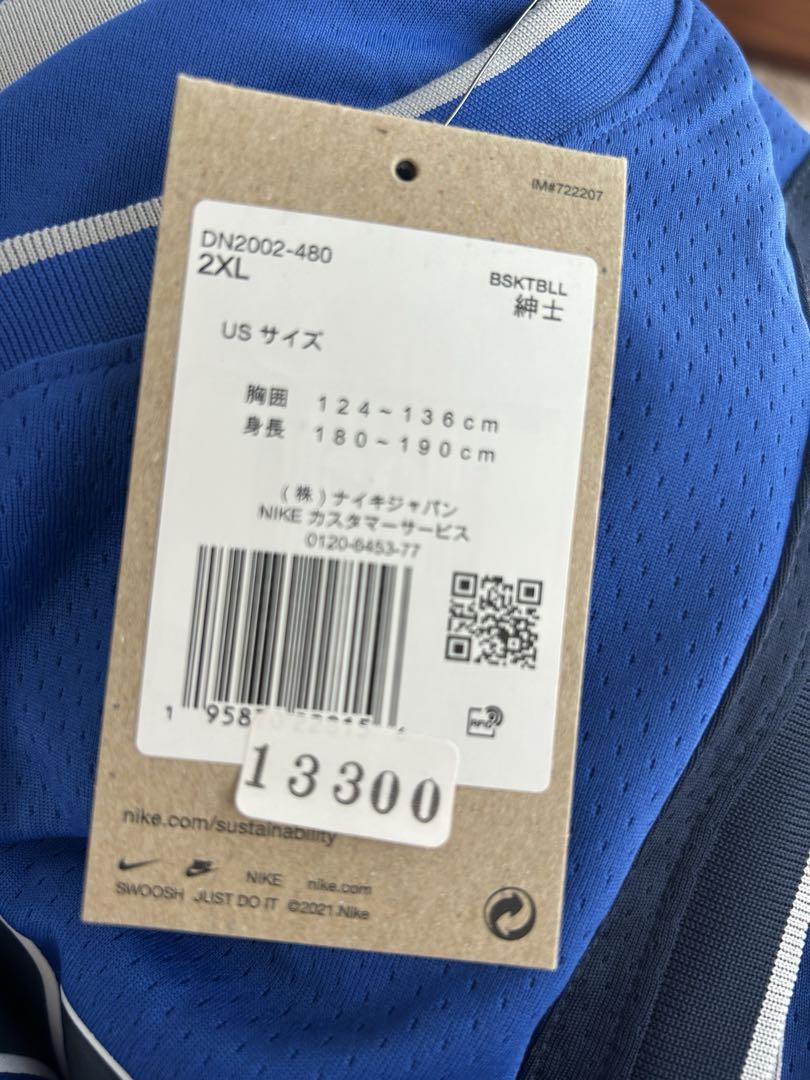 IM#722207
DN2002-480
2XL
BSKTBLL
紳士
US サイズ
胸囲 124~136cm
身長 180~190cm
(株)ナイキジャパン
NIKE カスタマーサービス
0120-6453-77
RFID
13300
nike.com/sustainability
NIKE nike.com
SWOOSH JUST DO IT ©2021 Nike